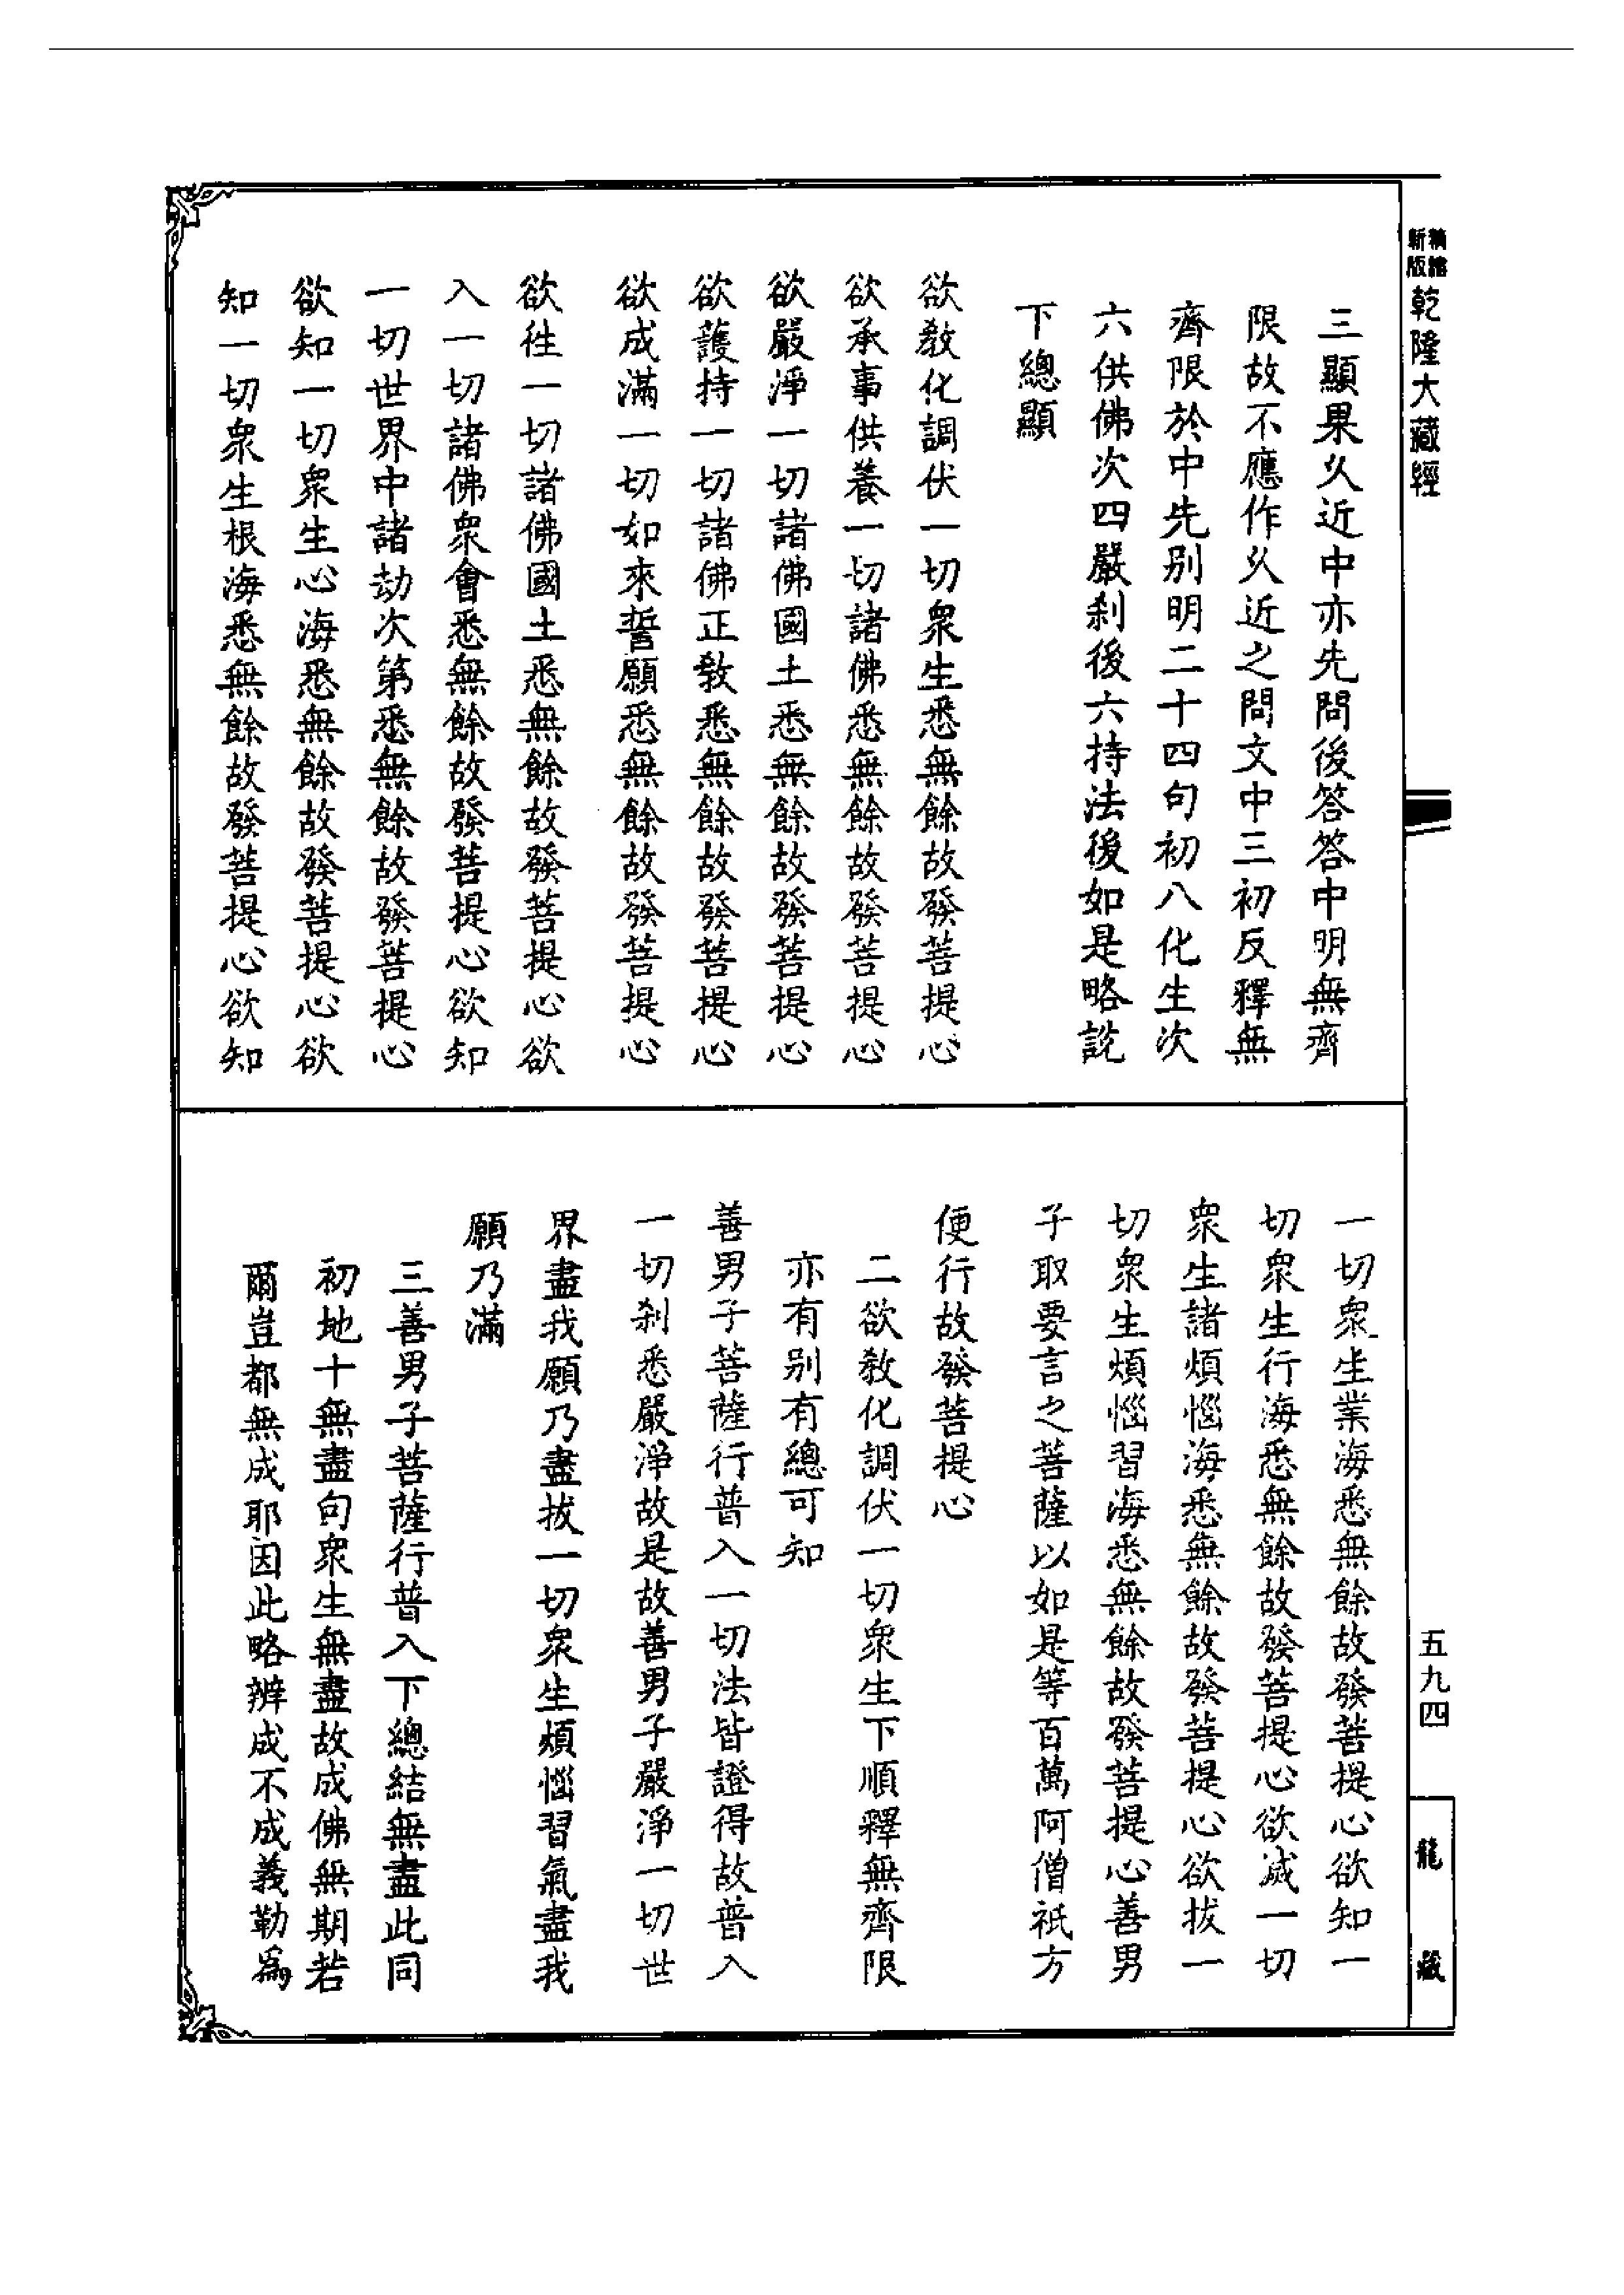 新版
乾隆大藏經
三顯果久近中亦先問後答答中明無齊
限故不應作久近之問文中三初反釋無
齊限於中先別明二十四句初八化生次
六供佛次四嚴剎後六持法後如是略說
下總顯
欲教化調伏一切衆生悉無餘故發菩提心
欲承事供養一切諸佛悉無餘故發菩提心
欲嚴淨一切諸佛國土悉無餘故發菩提心
欲護持一切諸佛正教悉無餘故發菩提心
欲成滿一切如來誓願悉無餘故發菩提心
欲往一切諸佛國土悉無餘故發菩提心欲
入一切諸佛衆會悉無餘故發菩提心欲知
一切世界中諸劫次第悉無餘故發菩提心
欲知一切衆生心海悉無餘故發菩提心欲
知一切衆生根海悉無餘故發菩提心欲知
一切衆生業海悉無餘故發菩提心欲知一
切衆生行海悉無餘故發菩提心欲滅一切
衆生諸煩惱海悉無餘故發菩提心欲拔一
切衆生煩惱習海悉無餘故發菩提心善男
子取要言之菩薩以如是等百萬阿僧祇方
便行故發菩提心
二欲教化調伏一切衆生下順釋無齊限
亦有別有總可知
善男子菩薩行普入一切法皆證得故普入
一切剎悉嚴淨故是故善男子嚴淨一切世
界盡我願乃盡拔一切衆生煩惱習氣盡我
願乃滿
三善男子菩薩行普入下總結無盡此同
初地十無盡句衆生無盡故成佛無期若
爾豈都無成耶因此略辨成不成義勒爲
五九四
龍藏